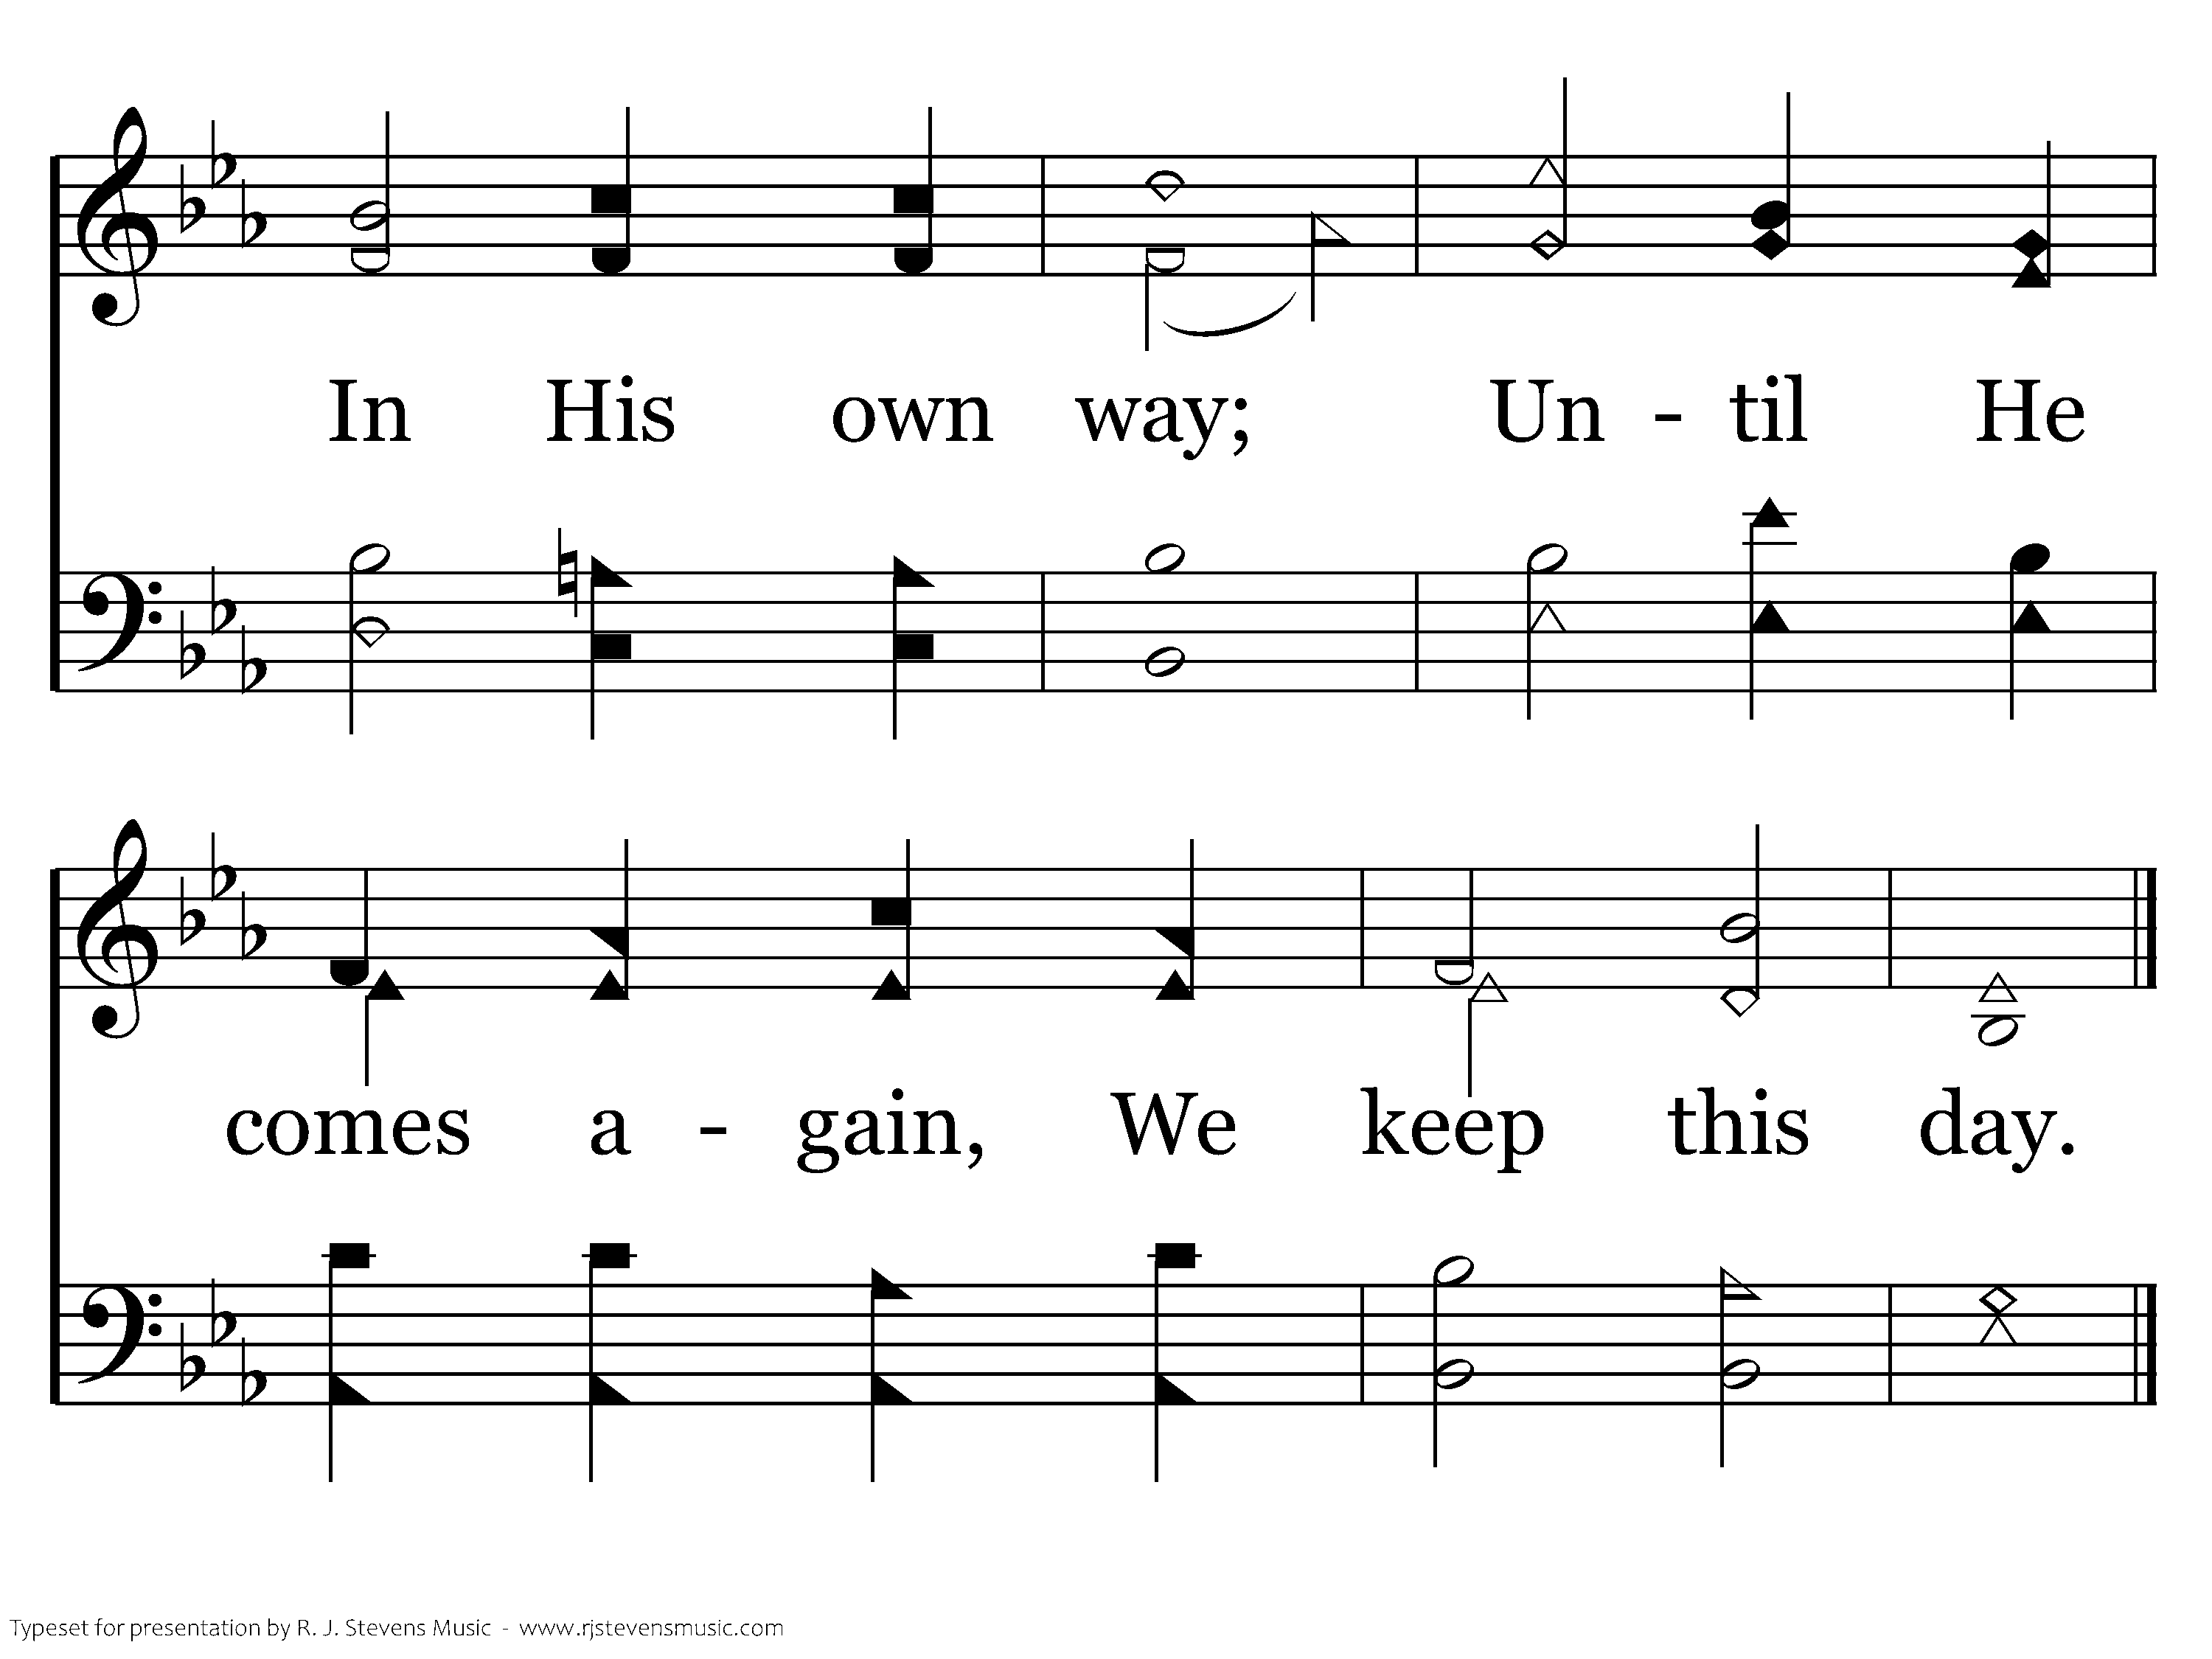 In His own way; Un - til He
comes a - gain, We keep this day.
Typeset for presentation by R. J. Stevens Music - www.rjstevensmusic.com